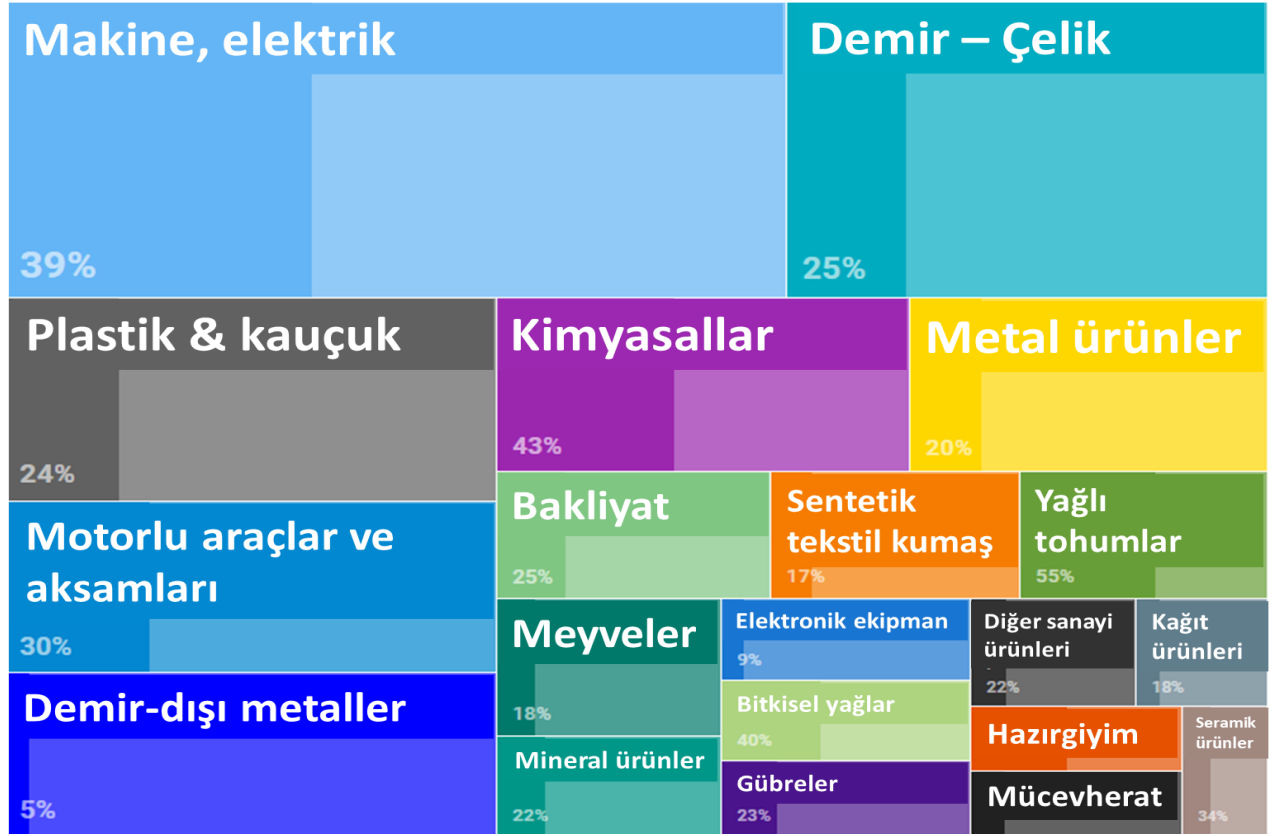 Makine, elektrik
39%
Demir – Çelik
25%
Plastik & kauçuk
24%
Kimyasallar
43%
Metal ürünler
20%
Motorlu araçlar ve
aksamları
30%
Demir-dışı metaller
5%
Bakliyat
25%
Sentetik
tekstil kumaş
17%
Yağlı
tohumlar
55%
Meyveler
18%
Mineral ürünler
22%
Elektronik ekipman
9%
Bitkisel yağlar
40%
Gübreler
23%
Diğer sanayi
ürünleri
22%
Kağıt
ürünleri
18%
Hazırgiyim
Mücevherat
Seramik
ürünler
34%